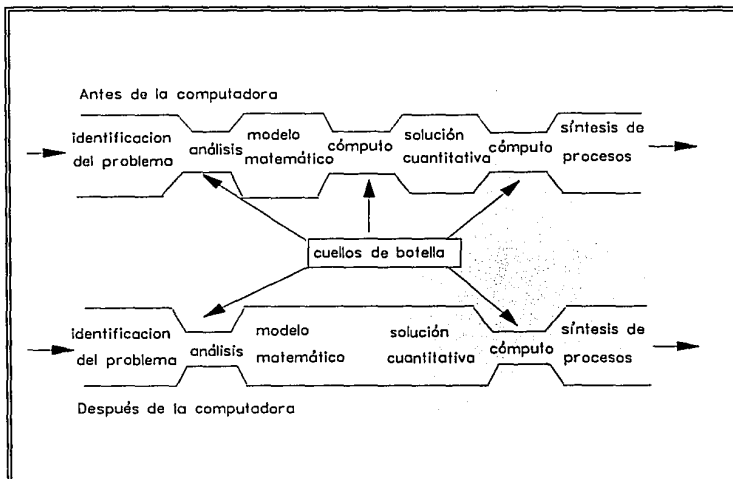 Antes de la computadora
identificacion
del problema
análisis
modelo
matemático
cómputo
solución
cuantitativa
cómputo
síntesis de
procesos
cuellos de botella
identificacion
del problema
análisis
modelo
matemático
solución
cuantitativa
cómputo
síntesis de
procesos
Después de la computadora